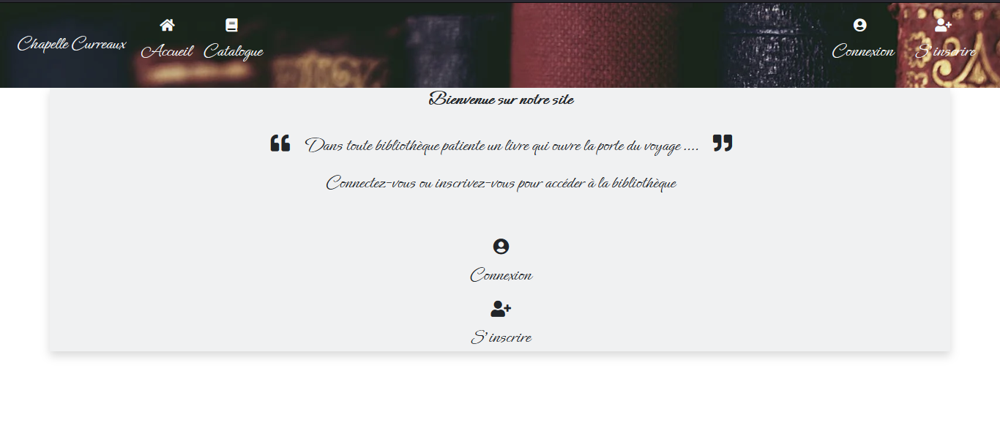 Chapelle Curreaux
Accueil
Catalogue
Connexion
S'inscrire
Bienvenue sur notre site
Dans toute bibliothèque patiente un livre qui ouvre la porte du voyage ....
Connectez-vous ou inscrivez-vous pour accéder à la bibliothèque
Connexion
S'inscrire